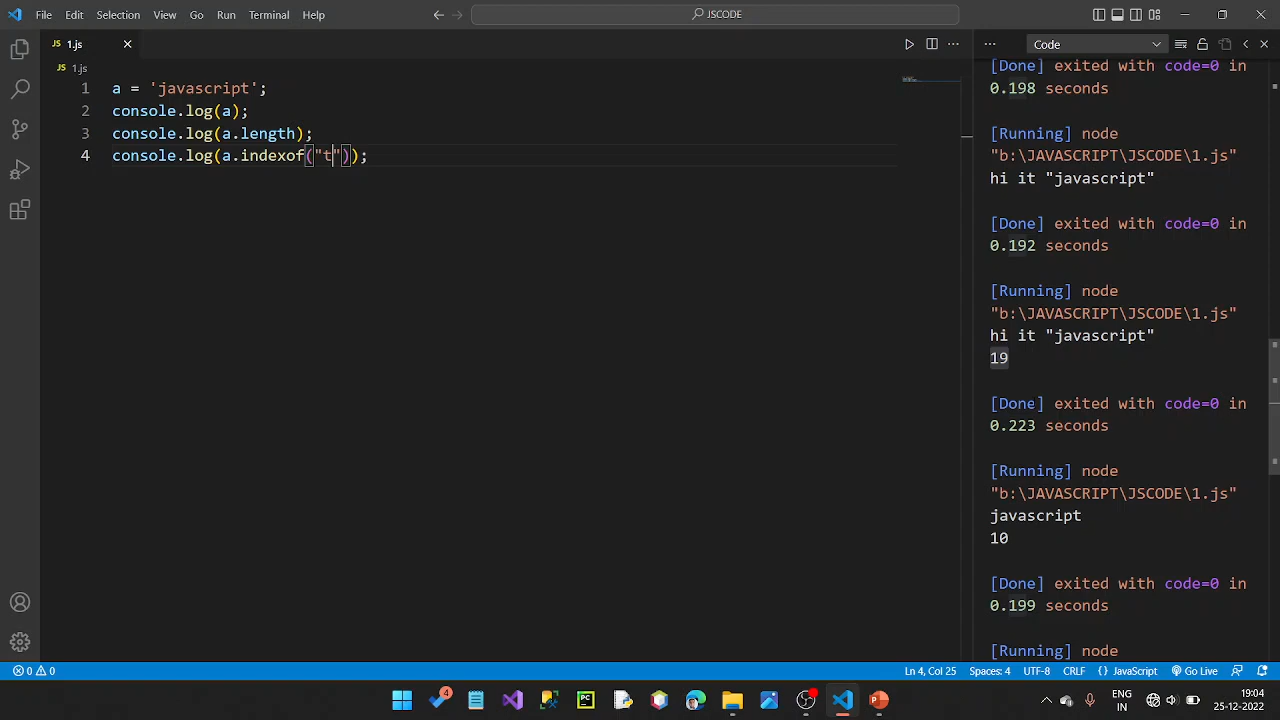 File Edit Selection View Go Run Terminal Help
JSCODE
JS 1.js
Code
JS 1.js
1 a = 'javascript';
2 console.log(a);
3 console.log(a.length);
4 console.log(a.indexof("t"));
[Done] exited with code=0 in
0.198 seconds
[Running] node
"b:\JAVASCRIPT\JSCODE\1.js"
hi it "javascript"
[Done] exited with code=0 in
0.192 seconds
[Running] node
"b:\JAVASCRIPT\JSCODE\1.js"
hi it "javascript"
19
[Done] exited with code=0 in
0.223 seconds
[Running] node
"b:\JAVASCRIPT\JSCODE\1.js"
javascript
10
[Done] exited with code=0 in
0.199 seconds
[Running] node
0 0 Ln 4, Col 25 Spaces: 4 UTF-8 CRLF {} JavaScript Go Live
4 PC P ENG 19:04
IN 25-12-2022